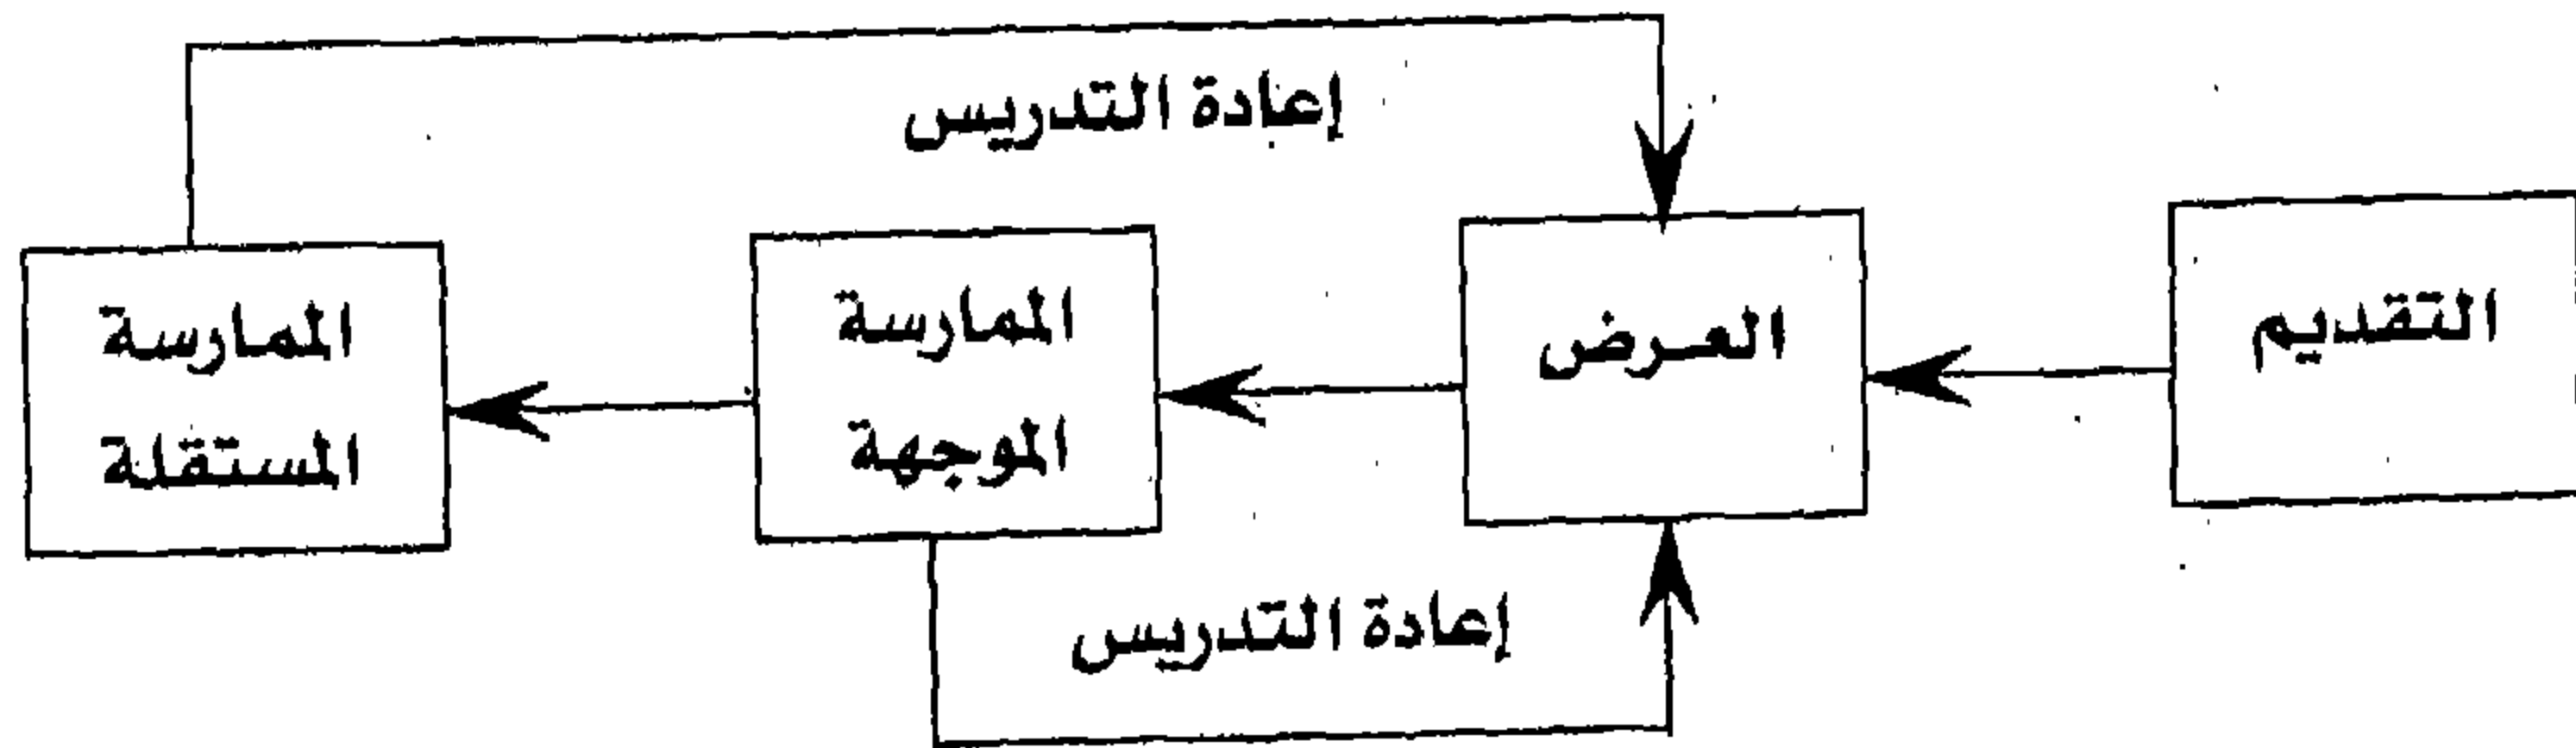 إعادة التدريس
التقديم
العرض
الممارسة
الموجهة
الممارسة
المستقلة
إعادة التدريس